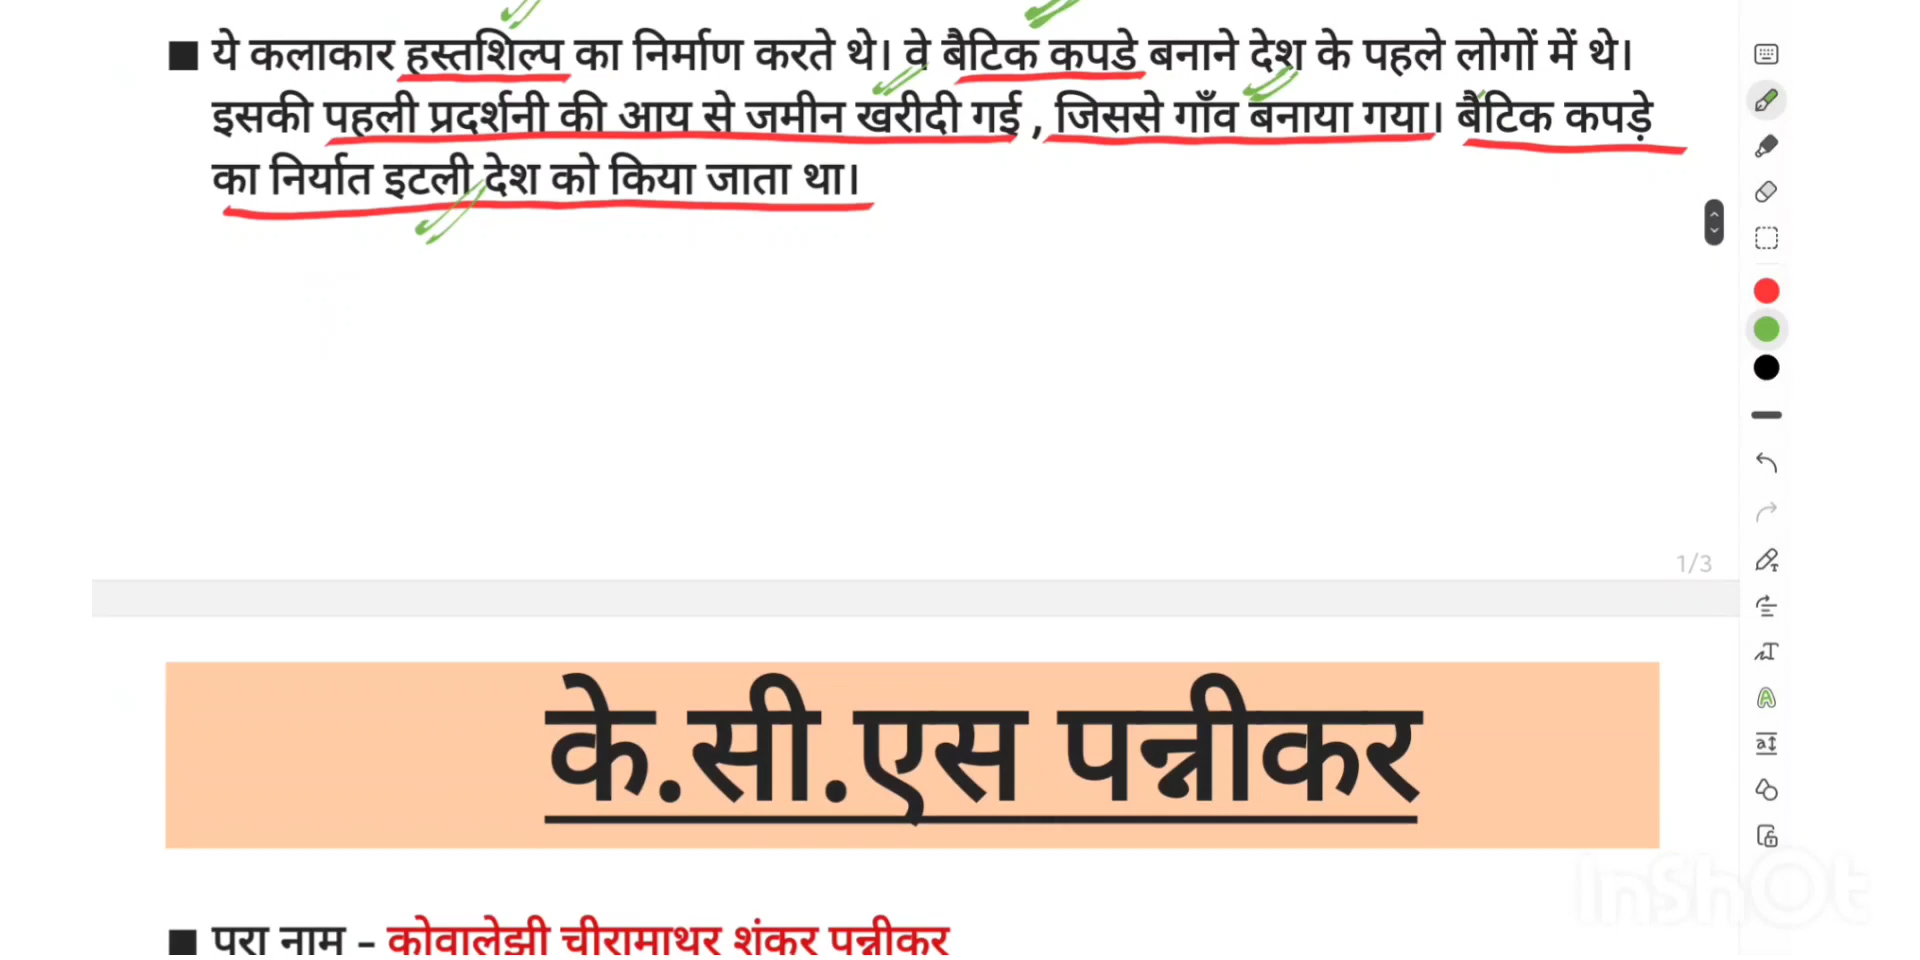 ■ ये कलाकार हस्तशिल्प का निर्माण करते थे। वे बैटिक कपडे बनाने देश के पहले लोगों में थे।
इसकी पहली प्रदर्शनी की आय से जमीन खरीदी गई , जिससे गाँव बनाया गया। बैटिक कपड़े
का निर्यात इटली देश को किया जाता था।
1/3
के.सी.एस पन्नीकर
■ पूरा नाम – कोवालेझी चीरामाथुर शंकर पन्नीकर
InShOt